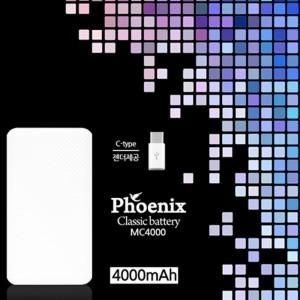 C-type
젠더제공
Phoenix
Classic battery
MC4000
4000mAh